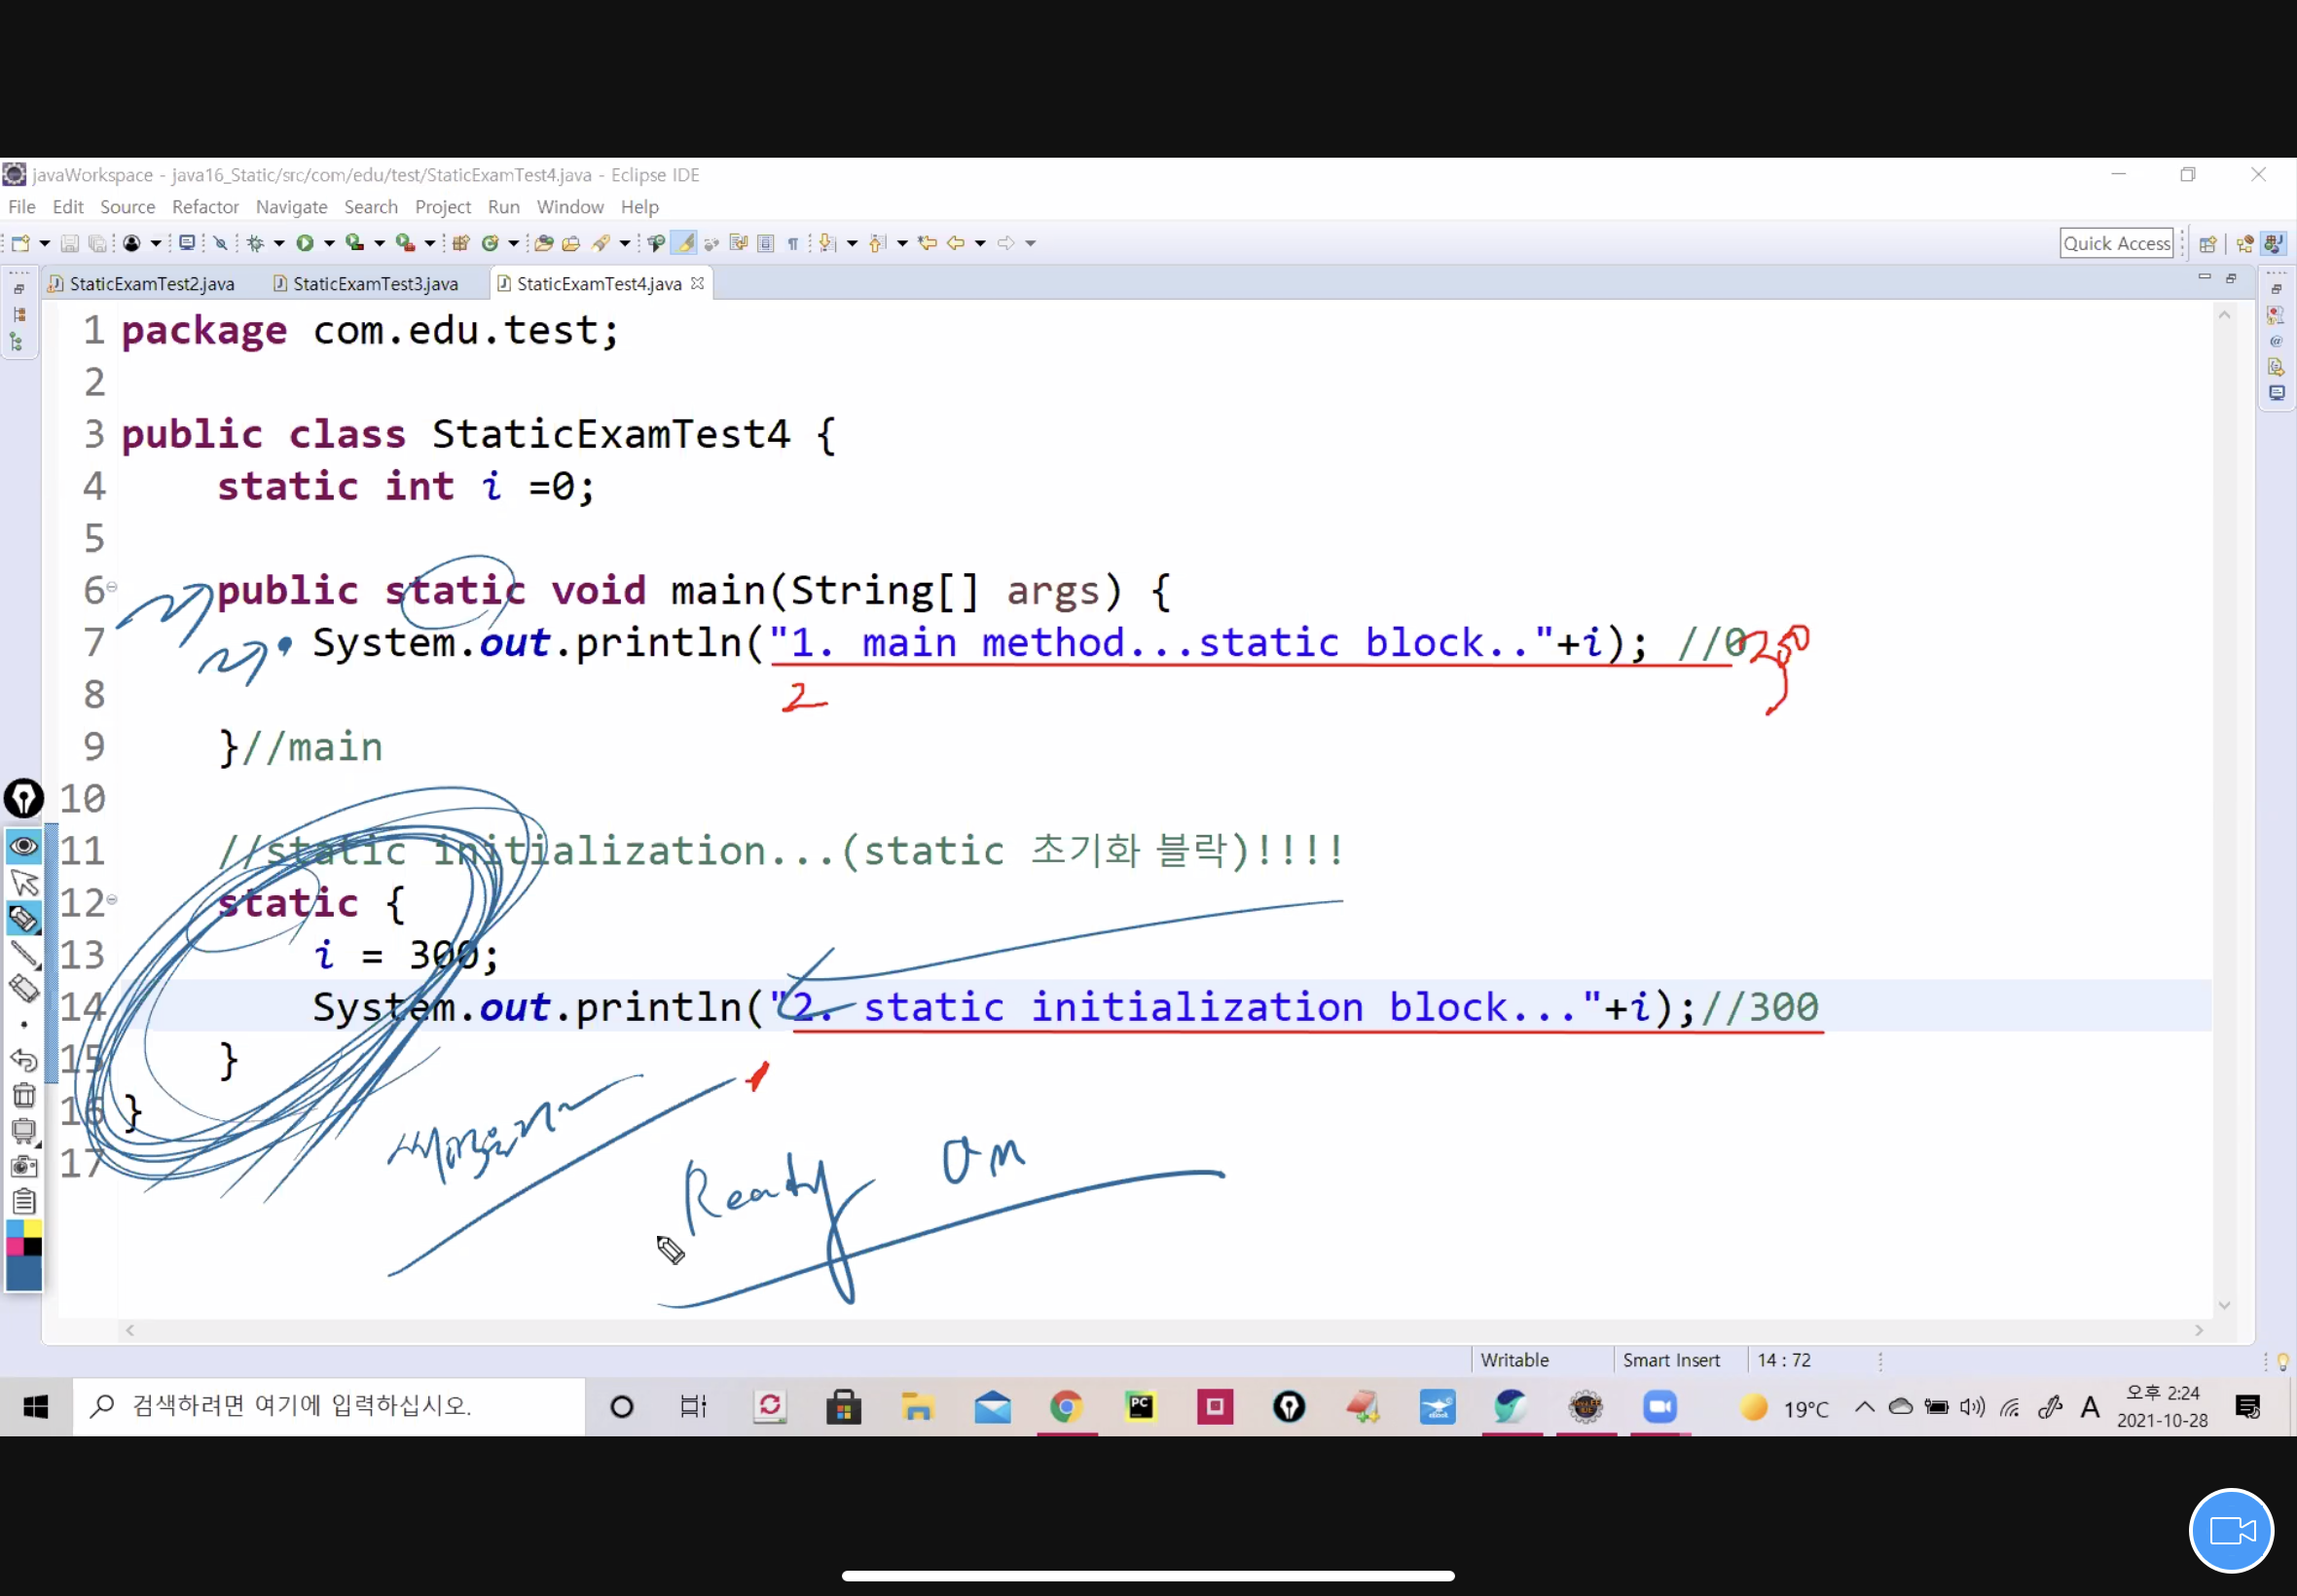 javaWorkspace - java16_Static/src/com/edu/test/StaticExamTest4.java - Eclipse IDE
File Edit Source Refactor Navigate Search Project Run Window Help
Quick Access
StaticExamTest2.java StaticExamTest3.java StaticExamTest4.java
1 package com.edu.test;
2
3 public class StaticExamTest4 {
4 static int i =0;
5
6 public static void main(String[] args) {
7 System.out.println("1. main method...static block.."+i); //0
2
8
9 }//main
10
11 //static initialization...(static 초기화 블락)!!!!
12 static {
13 i = 300;
14 System.out.println("2. static initialization block..."+i);//300
15 }
1
16 }
17
Ready on
Writable Smart Insert 14 : 72
검색하려면 여기에 입력하십시오.
PC
19°C
A
오후 2:24
2021-10-28